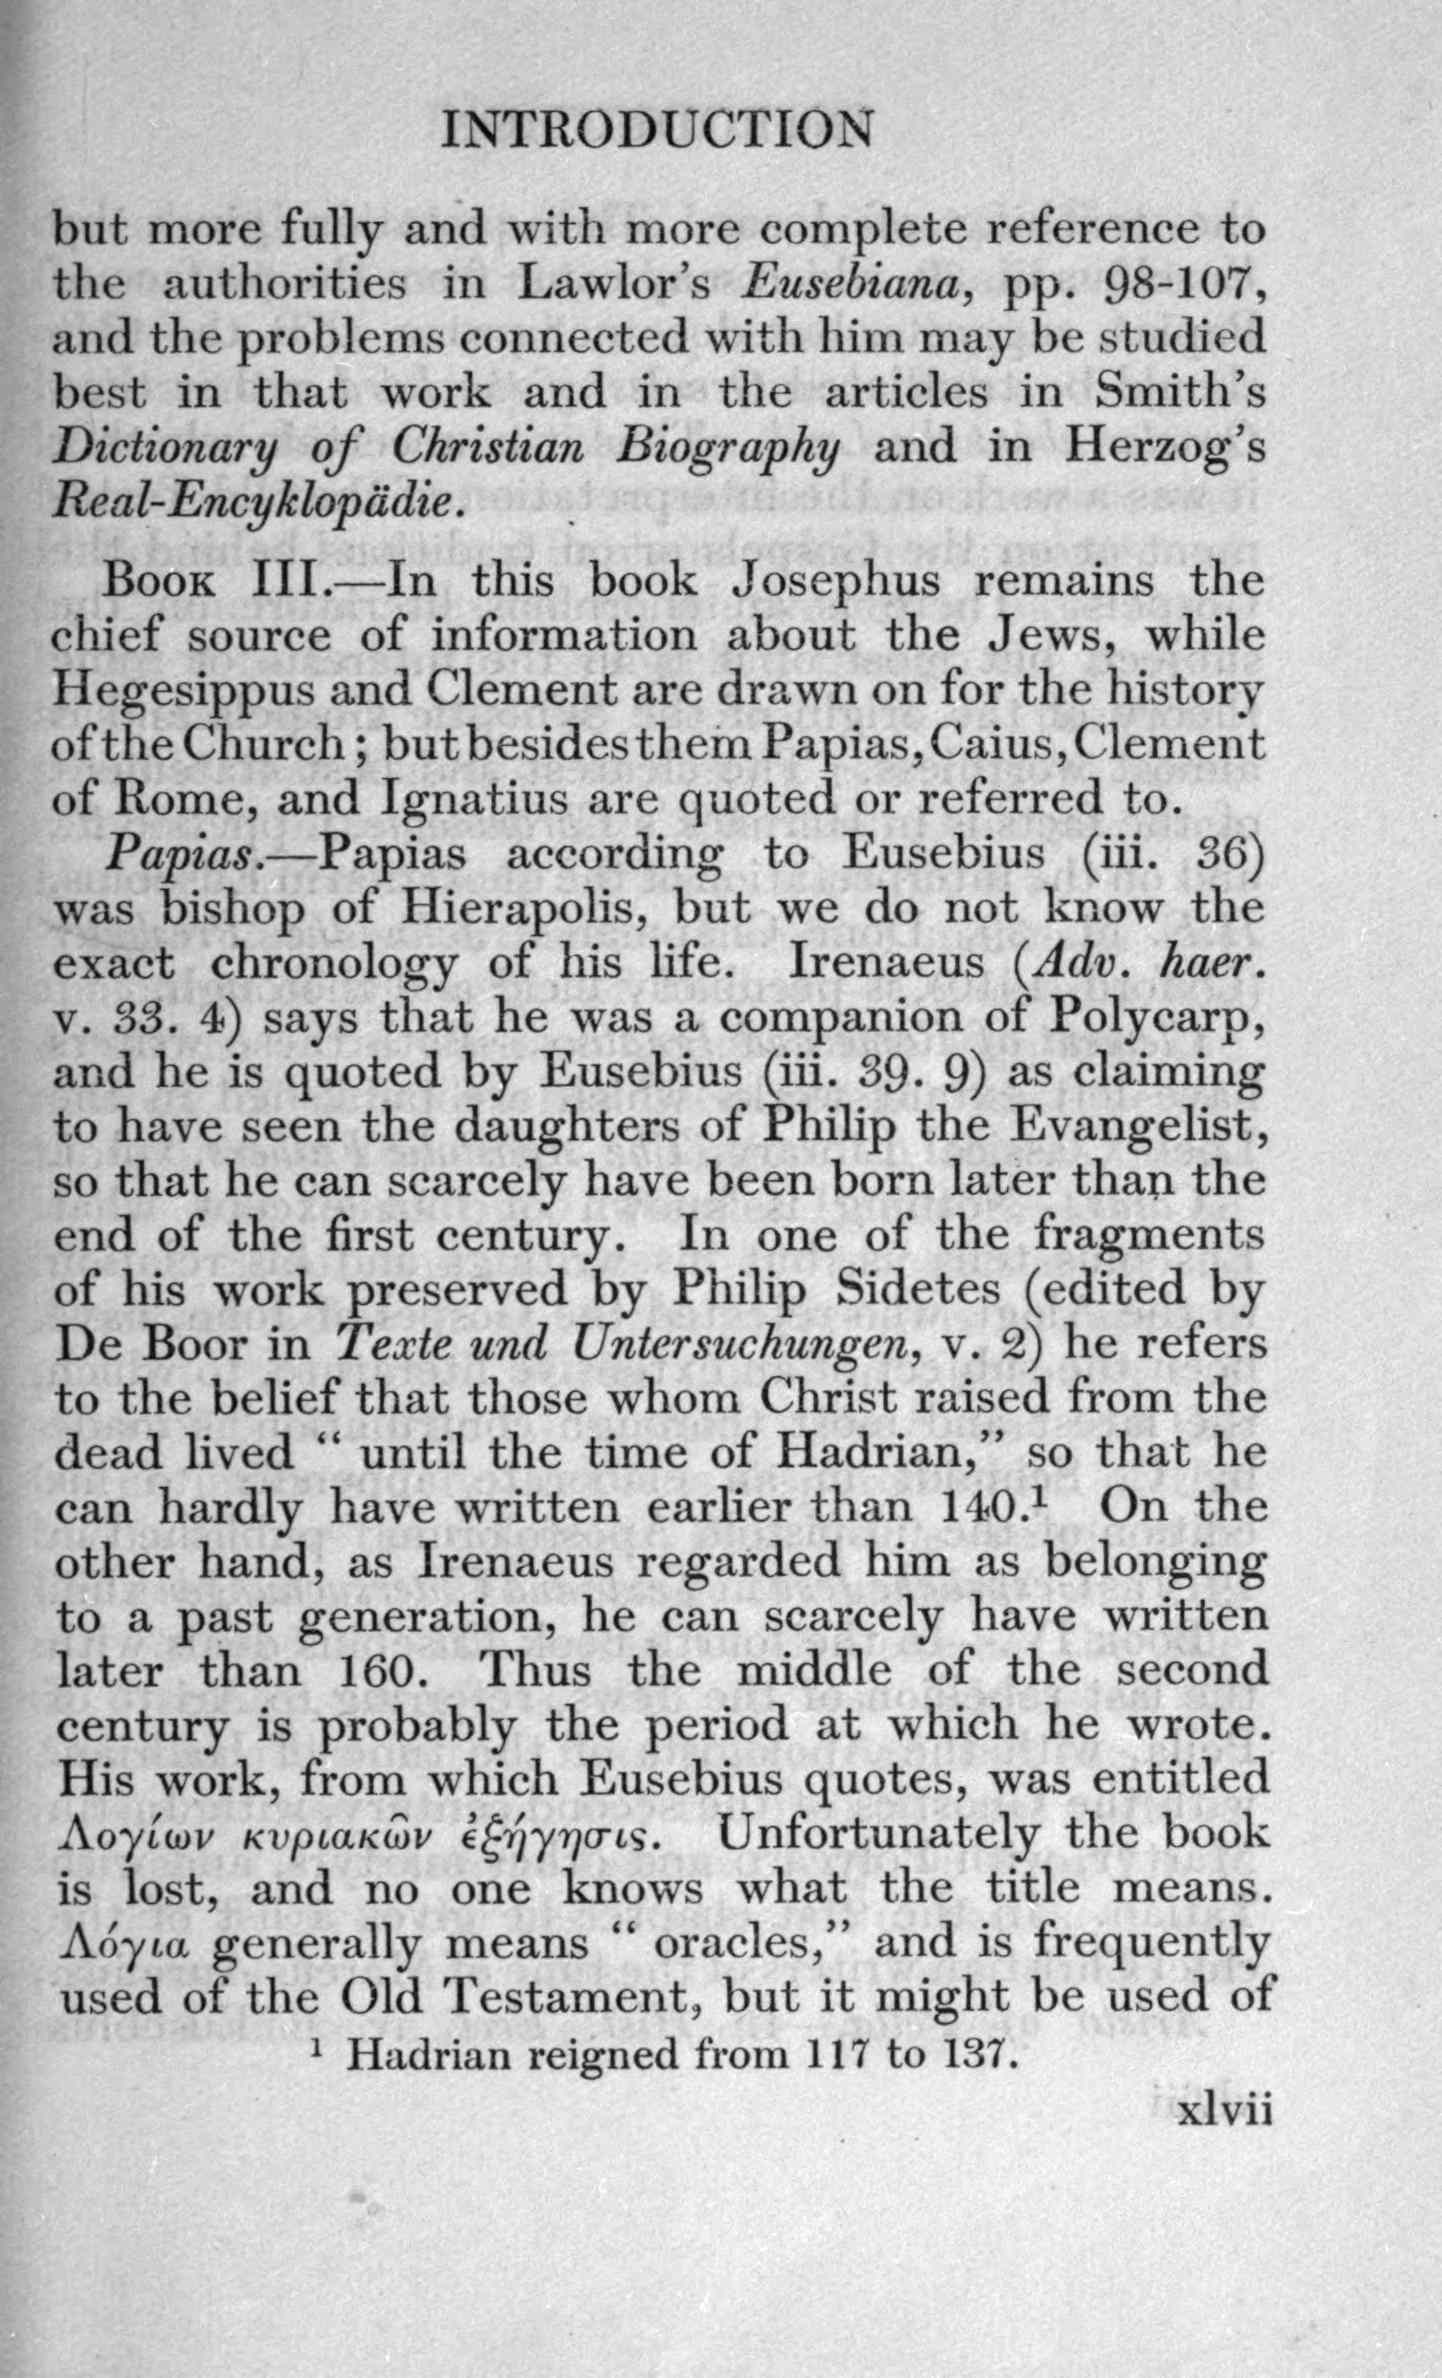 INTRODUCTION
but more fully and with more complete reference to
the authorities in Lawlor's Eusebiana, pp. 98-107,
and the problems connected with him may be studied
best in that work and in the articles in Smith's
Dictionary of Christian Biography and in Herzog's
Real-Encyklopädie.
Book III.—In this book Josephus remains the
chief source of information about the Jews, while
Hegesippus and Clement are drawn on for the history
of the Church; but besides them Papias, Caius, Clement
of Rome, and Ignatius are quoted or referred to.
Papias.—Papias according to Eusebius (iii. 36)
was bishop of Hierapolis, but we do not know the
exact chronology of his life. Irenaeus (Adv. haer.
v. 33. 4) says that he was a companion of Polycarp,
and he is quoted by Eusebius (iii. 39. 9) as claiming
to have seen the daughters of Philip the Evangelist,
so that he can scarcely have been born later than the
end of the first century. In one of the fragments
of his work preserved by Philip Sidetes (edited by
De Boor in Texte und Untersuchungen, v. 2) he refers
to the belief that those whom Christ raised from the
dead lived “ until the time of Hadrian,” so that he
can hardly have written earlier than 140.¹ On the
other hand, as Irenaeus regarded him as belonging
to a past generation, he can scarcely have written
later than 160. Thus the middle of the second
century is probably the period at which he wrote.
His work, from which Eusebius quotes, was entitled
Λογίων κυριακῶν ἐξήγησις. Unfortunately the book
is lost, and no one knows what the title means.
Λόγια generally means “ oracles,” and is frequently
used of the Old Testament, but it might be used of
¹ Hadrian reigned from 117 to 137.
xlvii